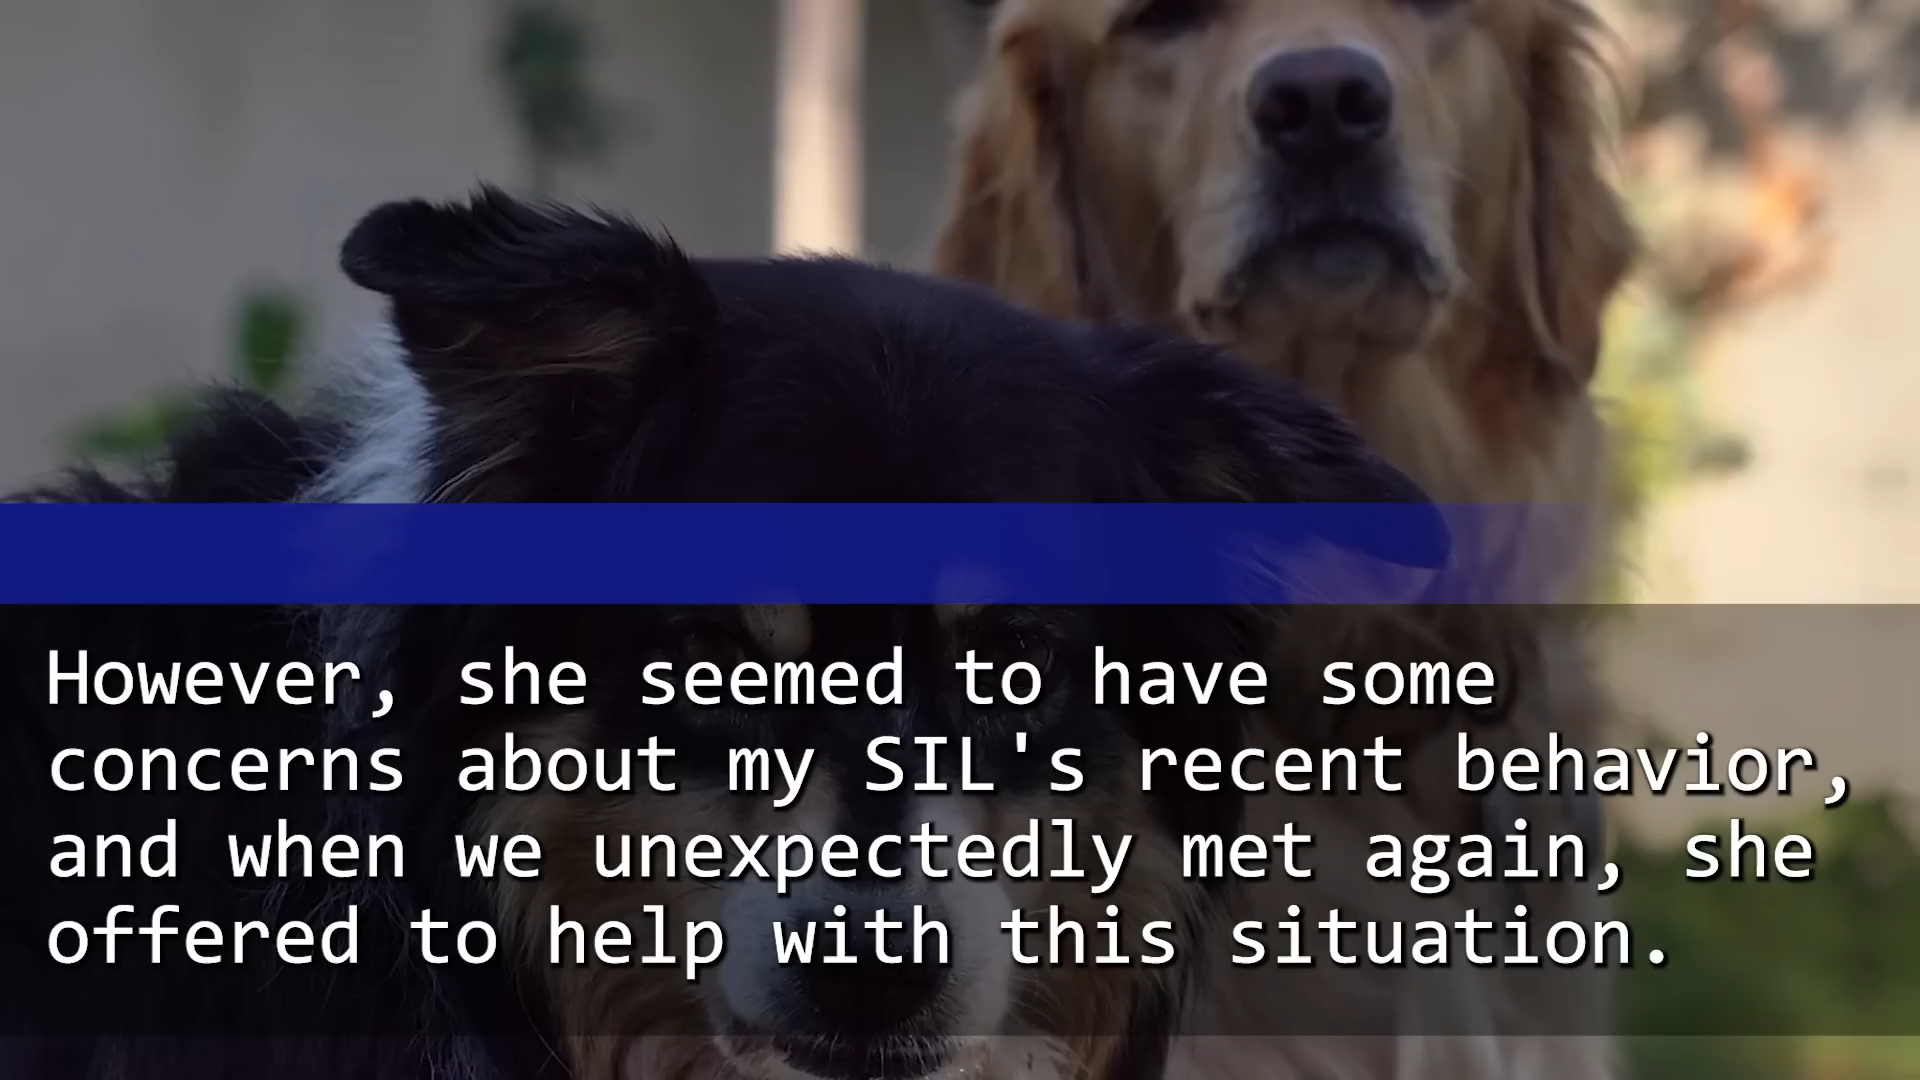 However, she seemed to have some
concerns about my SIL's recent behavior,
and when we unexpectedly met again, she
offered to help with this situation.